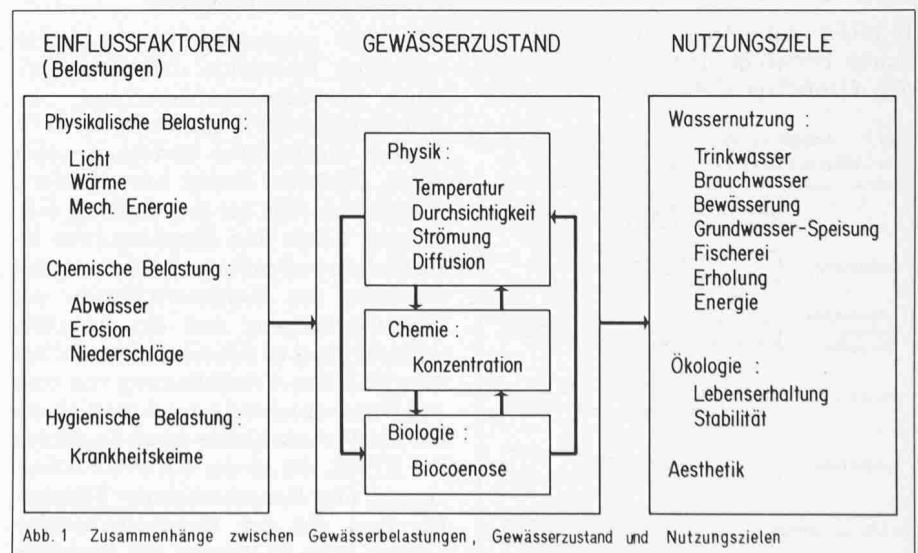 EINFLUSSFAKTOREN
(Belastungen)
Physikalische Belastung:
Licht
Wärme
Mech. Energie
Chemische Belastung:
Abwässer
Erosion
Niederschläge
Hygienische Belastung:
Krankheitskeime
GEWÄSSERZUSTAND
Physik:
Temperatur
Durchsichtigkeit
Strömung
Diffusion
Chemie:
Konzentration
Biologie:
Biocoenose
NUTZUNGSZIELE
Wassernutzung:
Trinkwasser
Brauchwasser
Bewässerung
Grundwasser-Speisung
Fischerei
Erholung
Energie
Ökologie:
Lebenserhaltung
Stabilität
Aesthetik
Abb. 1 Zusammenhänge zwischen Gewässerbelastungen, Gewässerzustand und Nutzungszielen